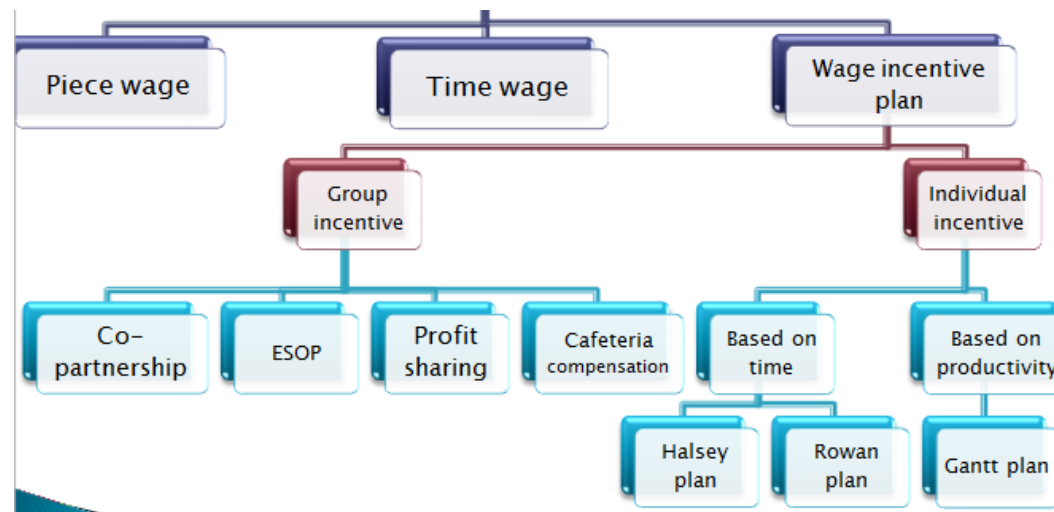 Piece wage
Time wage
Wage incentive
plan
Group
incentive
Individual
incentive
Co-
partnership
ESOP
Profit
sharing
Cafeteria
compensation
Based on
time
Based on
productivity
Halsey
plan
Rowan
plan
Gantt plan